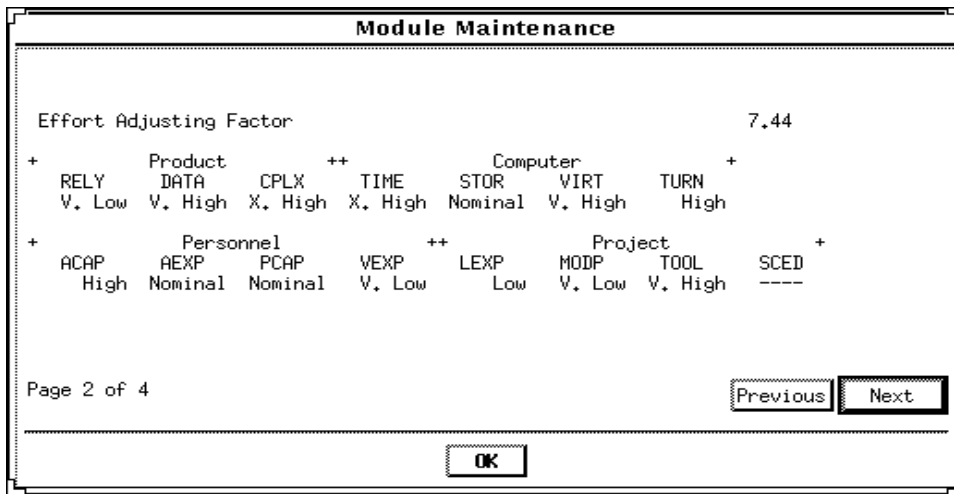 Module Maintenance
Effort Adjusting Factor 7.44
+ Product ++ Computer +
RELY DATA CPLX TIME STOR VIRT TURN
V. Low V. High X. High X. High Nominal V. High High
+ Personnel ++ Project +
ACAP AEXP PCAP VEXP LEXP MODP TOOL SCED
High Nominal Nominal V. Low Low V. Low V. High ----
Page 2 of 4
Previous Next
OK